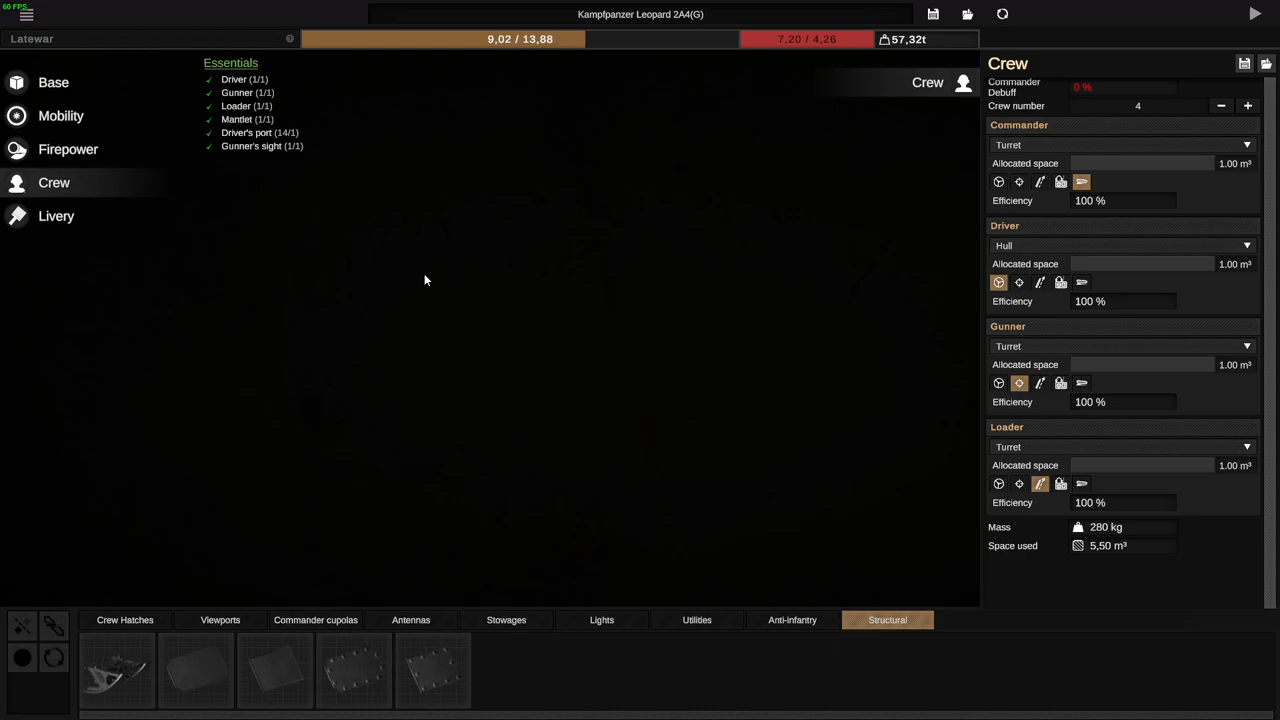 60 FPS
Kampfpanzer Leopard 2A4(G)
Latewar
9,02 / 13,88
7,20 / 4,26
57,32t
Base
Mobility
Firepower
Crew
Livery
Essentials
✓ Driver (1/1)
✓ Gunner (1/1)
✓ Loader (1/1)
✓ Mantlet (1/1)
✓ Driver's port (14/1)
✓ Gunner's sight (1/1)
Crew
Crew
Commander
Debuff
0 %
Crew number 4 − +
Commander
Turret
Allocated space 1.00 m³
Efficiency 100 %
Driver
Hull
Allocated space 1.00 m³
Efficiency 100 %
Gunner
Turret
Allocated space 1.00 m³
Efficiency 100 %
Loader
Turret
Allocated space 1.00 m³
Efficiency 100 %
Mass 280 kg
Space used 5,50 m³
Crew Hatches Viewports Commander cupolas Antennas Stowages Lights Utilities Anti-infantry Structural